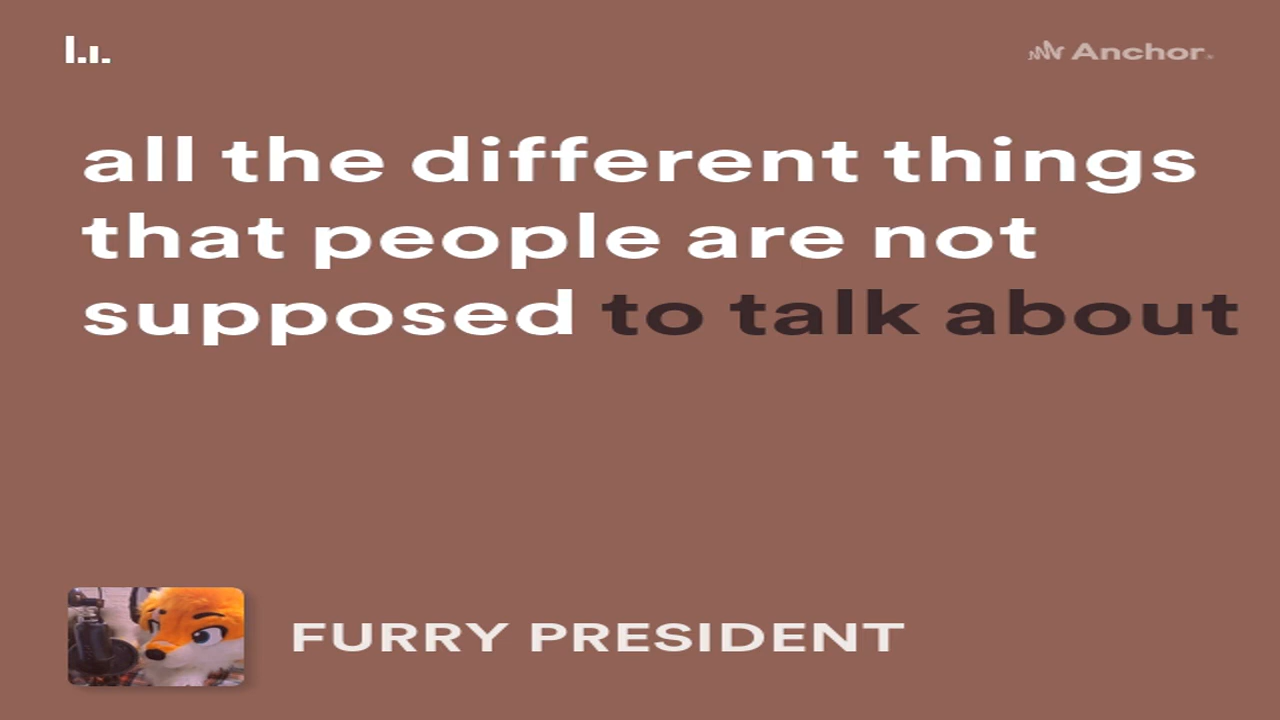 Anchor
all the different things
that people are not
supposed to talk about
FURRY PRESIDENT